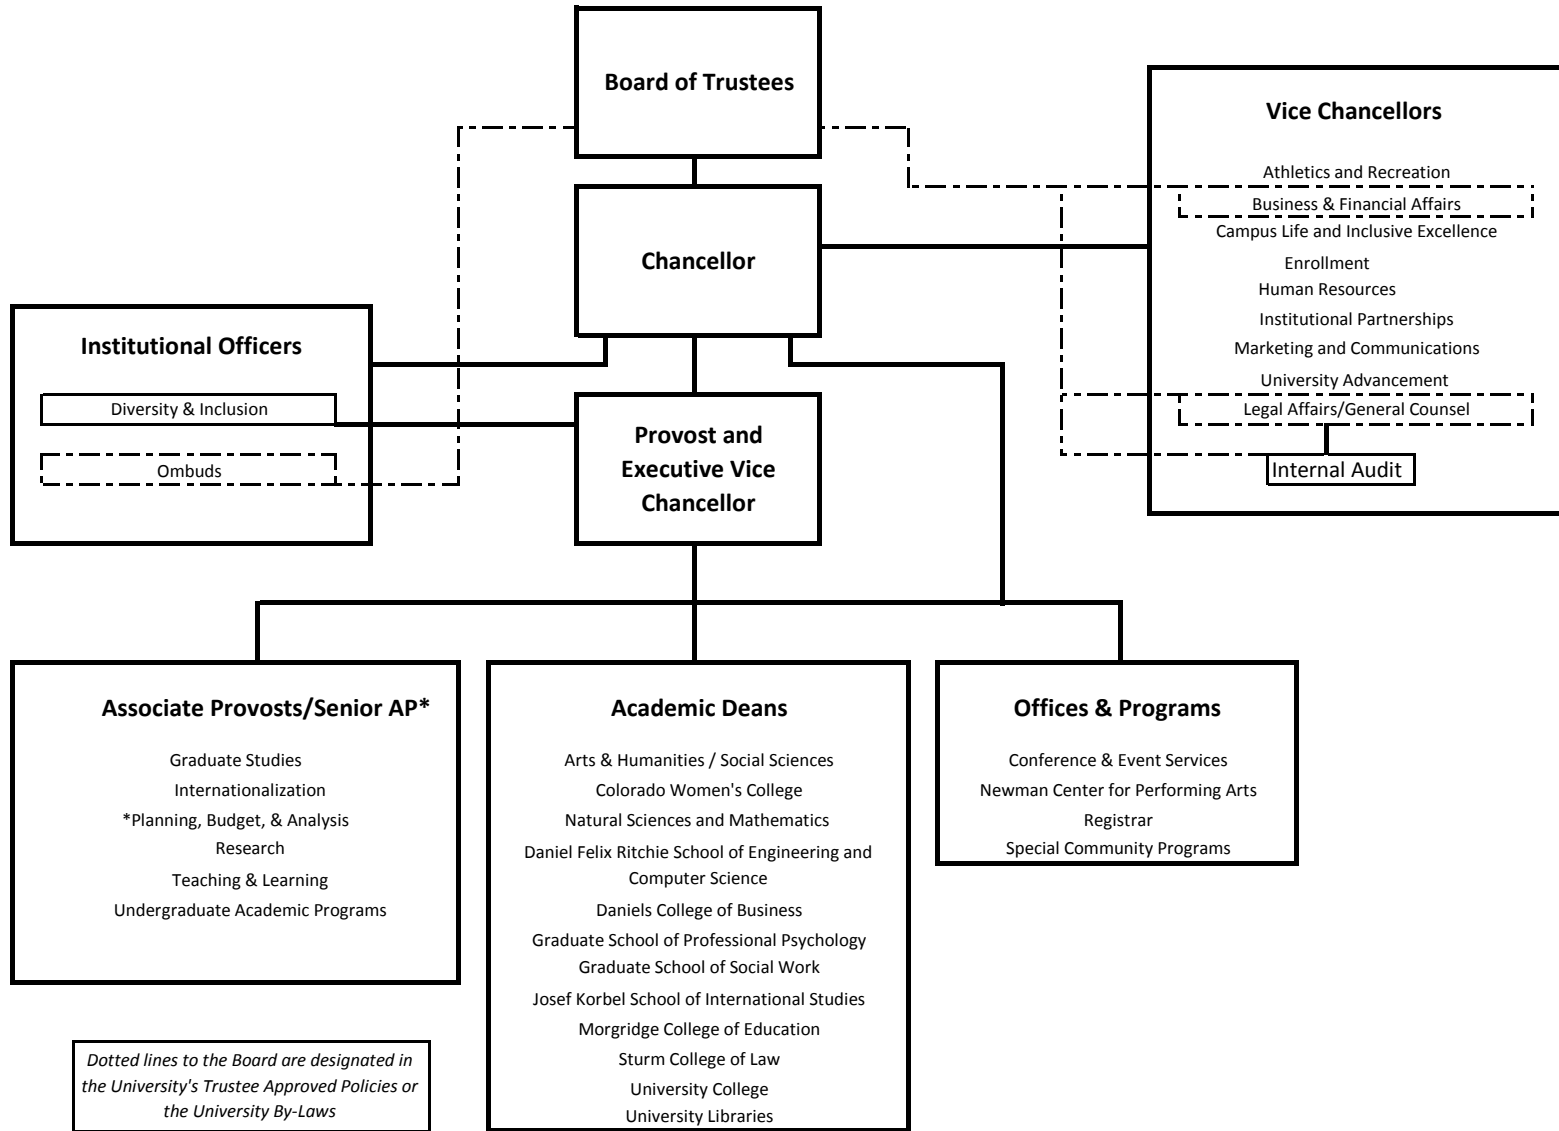 Board of Trustees
Vice Chancellors
Athletics and Recreation
Business & Financial Affairs
Campus Life and Inclusive Excellence
Enrollment
Human Resources
Institutional Partnerships
Marketing and Communications
University Advancement
Legal Affairs/General Counsel
Internal Audit
Chancellor
Institutional Officers
Diversity & Inclusion
Ombuds
Provost and
Executive Vice
Chancellor
Associate Provosts/Senior AP*
Graduate Studies
Internationalization
*Planning, Budget, & Analysis
Research
Teaching & Learning
Undergraduate Academic Programs
Academic Deans
Arts & Humanities / Social Sciences
Colorado Women's College
Natural Sciences and Mathematics
Daniel Felix Ritchie School of Engineering and
Computer Science
Daniels College of Business
Graduate School of Professional Psychology
Graduate School of Social Work
Josef Korbel School of International Studies
Morgridge College of Education
Sturm College of Law
University College
University Libraries
Offices & Programs
Conference & Event Services
Newman Center for Performing Arts
Registrar
Special Community Programs
Dotted lines to the Board are designated in
the University's Trustee Approved Policies or
the University By-Laws